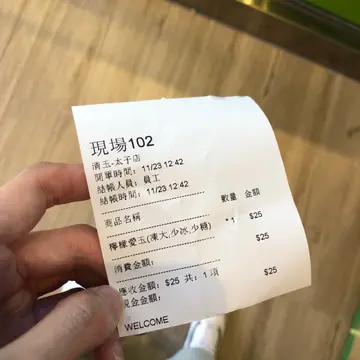 現場102
清玉-太子店
開單時間： 11/23 12:42
結帳人員： 員工
結帳時間： 11/23 12:42
商品名稱 數量 金額
檸檬愛玉(凍大,少冰,少糖) * 1 $25
消費金額： $25
應收金額： $25 共： 1 項
現金金額： $25
WELCOME